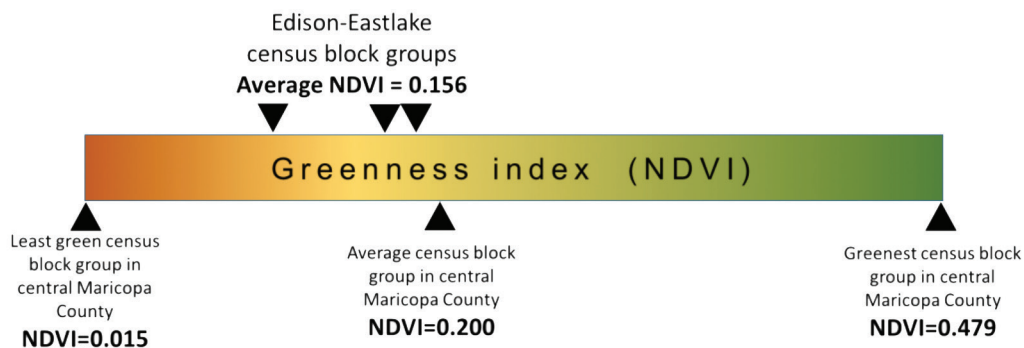 Edison-Eastlake
census block groups
Average NDVI = 0.156
Greenness index (NDVI)
Least green census
block group in
central Maricopa
County
NDVI=0.015
Average census block
group in central
Maricopa County
NDVI=0.200
Greenest census block
group in central
Maricopa County
NDVI=0.479